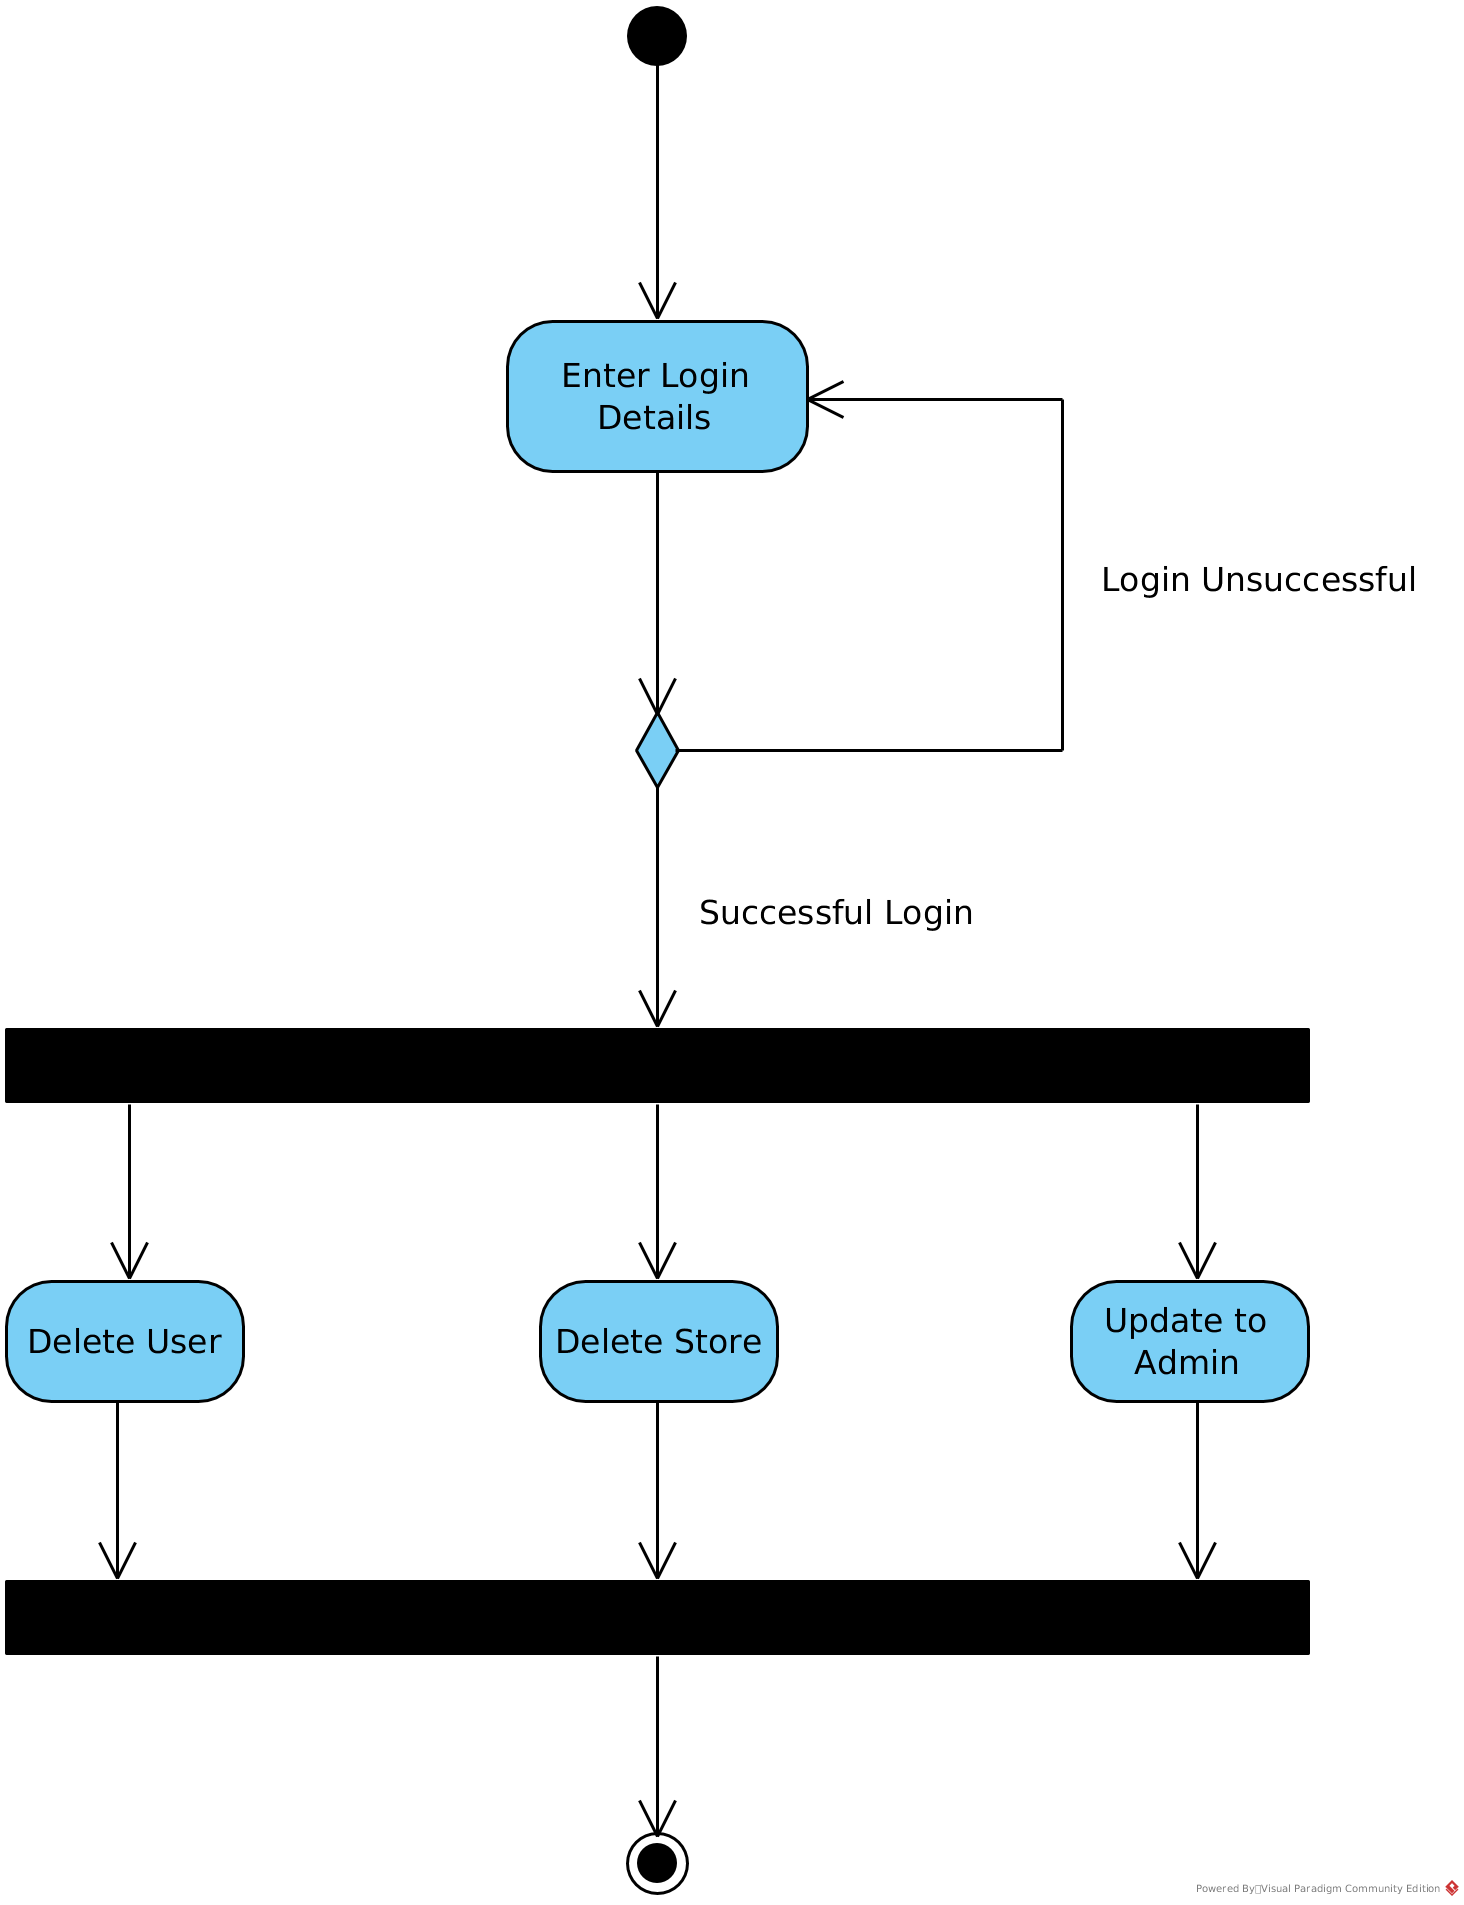 Enter Login
Details
Login Unsuccessful
Successful Login
Delete User
Delete Store
Update to
Admin
Powered By Visual Paradigm Community Edition